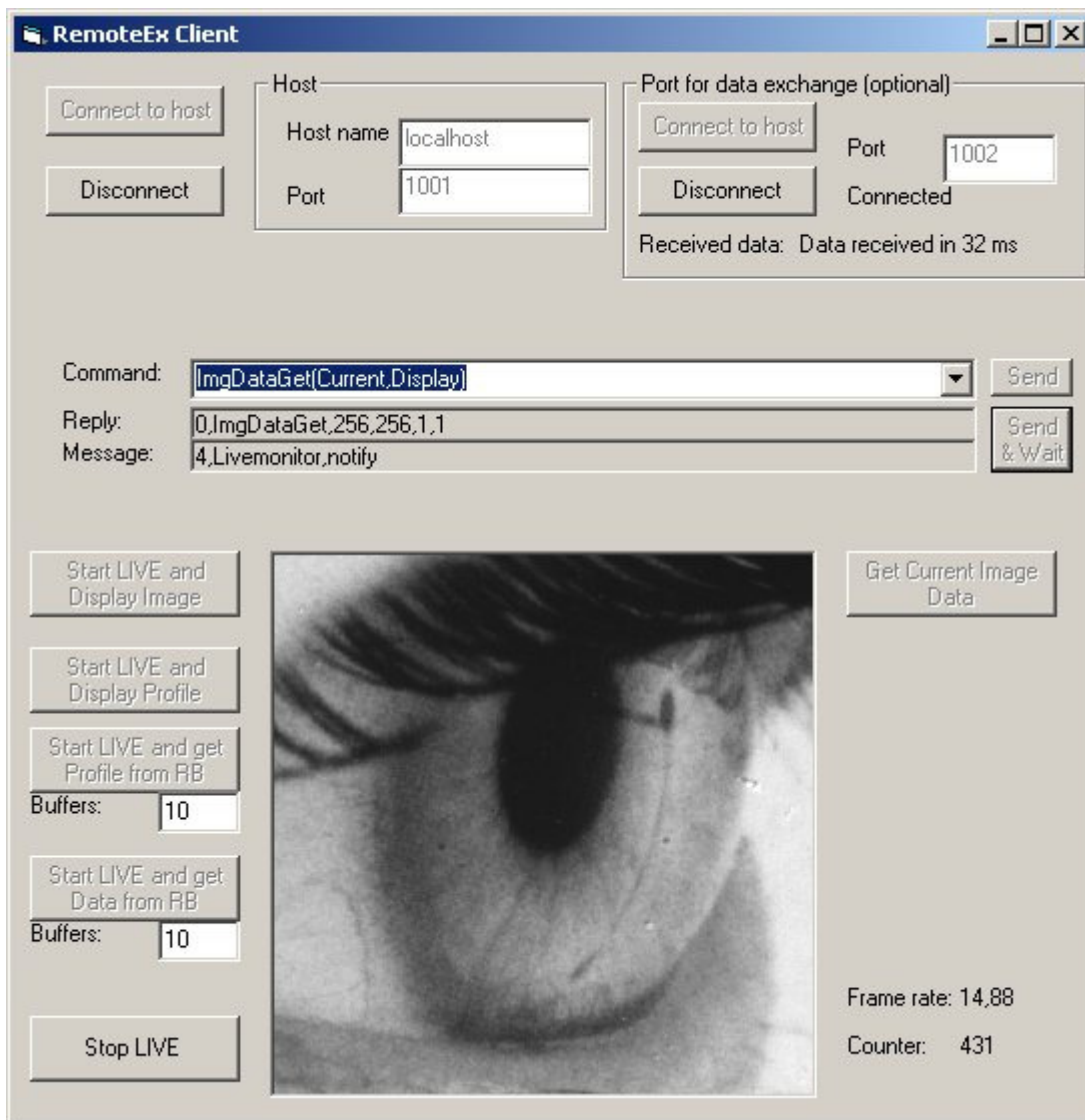 RemoteEx Client
Connect to host
Disconnect
Host
Host name
localhost
Port
1001
Port for data exchange (optional)
Connect to host
Disconnect
Port
1002
Connected
Received data: Data received in 32 ms
Command:
ImgDataGet(Current,Display)
Send
Reply:
0,ImgDataGet,256,256,1,1
Message:
4,Livemonitor,notify
Send
& Wait
Start LIVE and
Display Image
Start LIVE and
Display Profile
Start LIVE and get
Profile from RB
Buffers:
10
Start LIVE and get
Data from RB
Buffers:
10
Stop LIVE
Get Current Image
Data
Frame rate: 14,88
Counter: 431